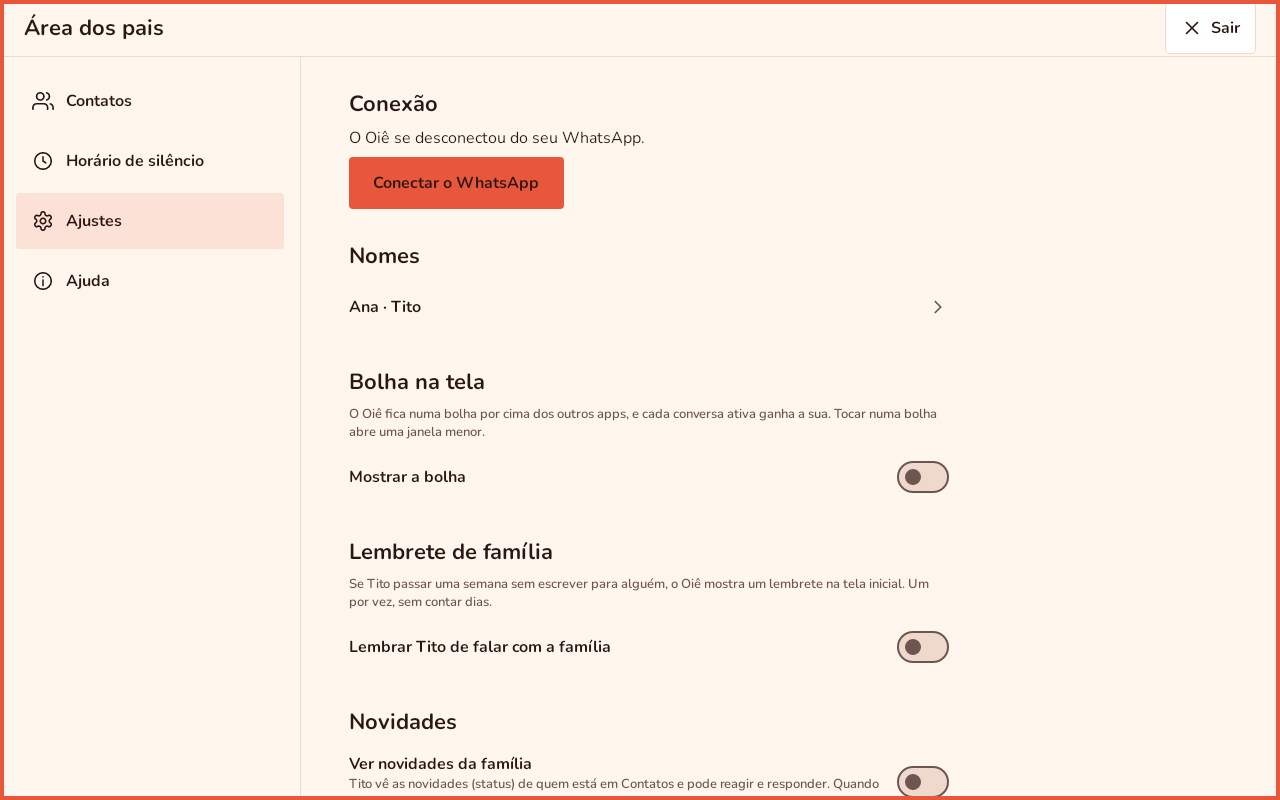 Área dos pais
Sair
Contatos
Horário de silêncio
Ajustes
Ajuda
Conexão
O Oiê se desconectou do seu WhatsApp.
Conectar o WhatsApp
Nomes
Ana · Tito
Bolha na tela
O Oiê fica numa bolha por cima dos outros apps, e cada conversa ativa ganha a sua. Tocar numa bolha
abre uma janela menor.
Mostrar a bolha
Lembrete de família
Se Tito passar uma semana sem escrever para alguém, o Oiê mostra um lembrete na tela inicial. Um
por vez, sem contar dias.
Lembrar Tito de falar com a família
Novidades
Ver novidades da família
Tito vê as novidades (status) de quem está em Contatos e pode reagir e responder. Quando